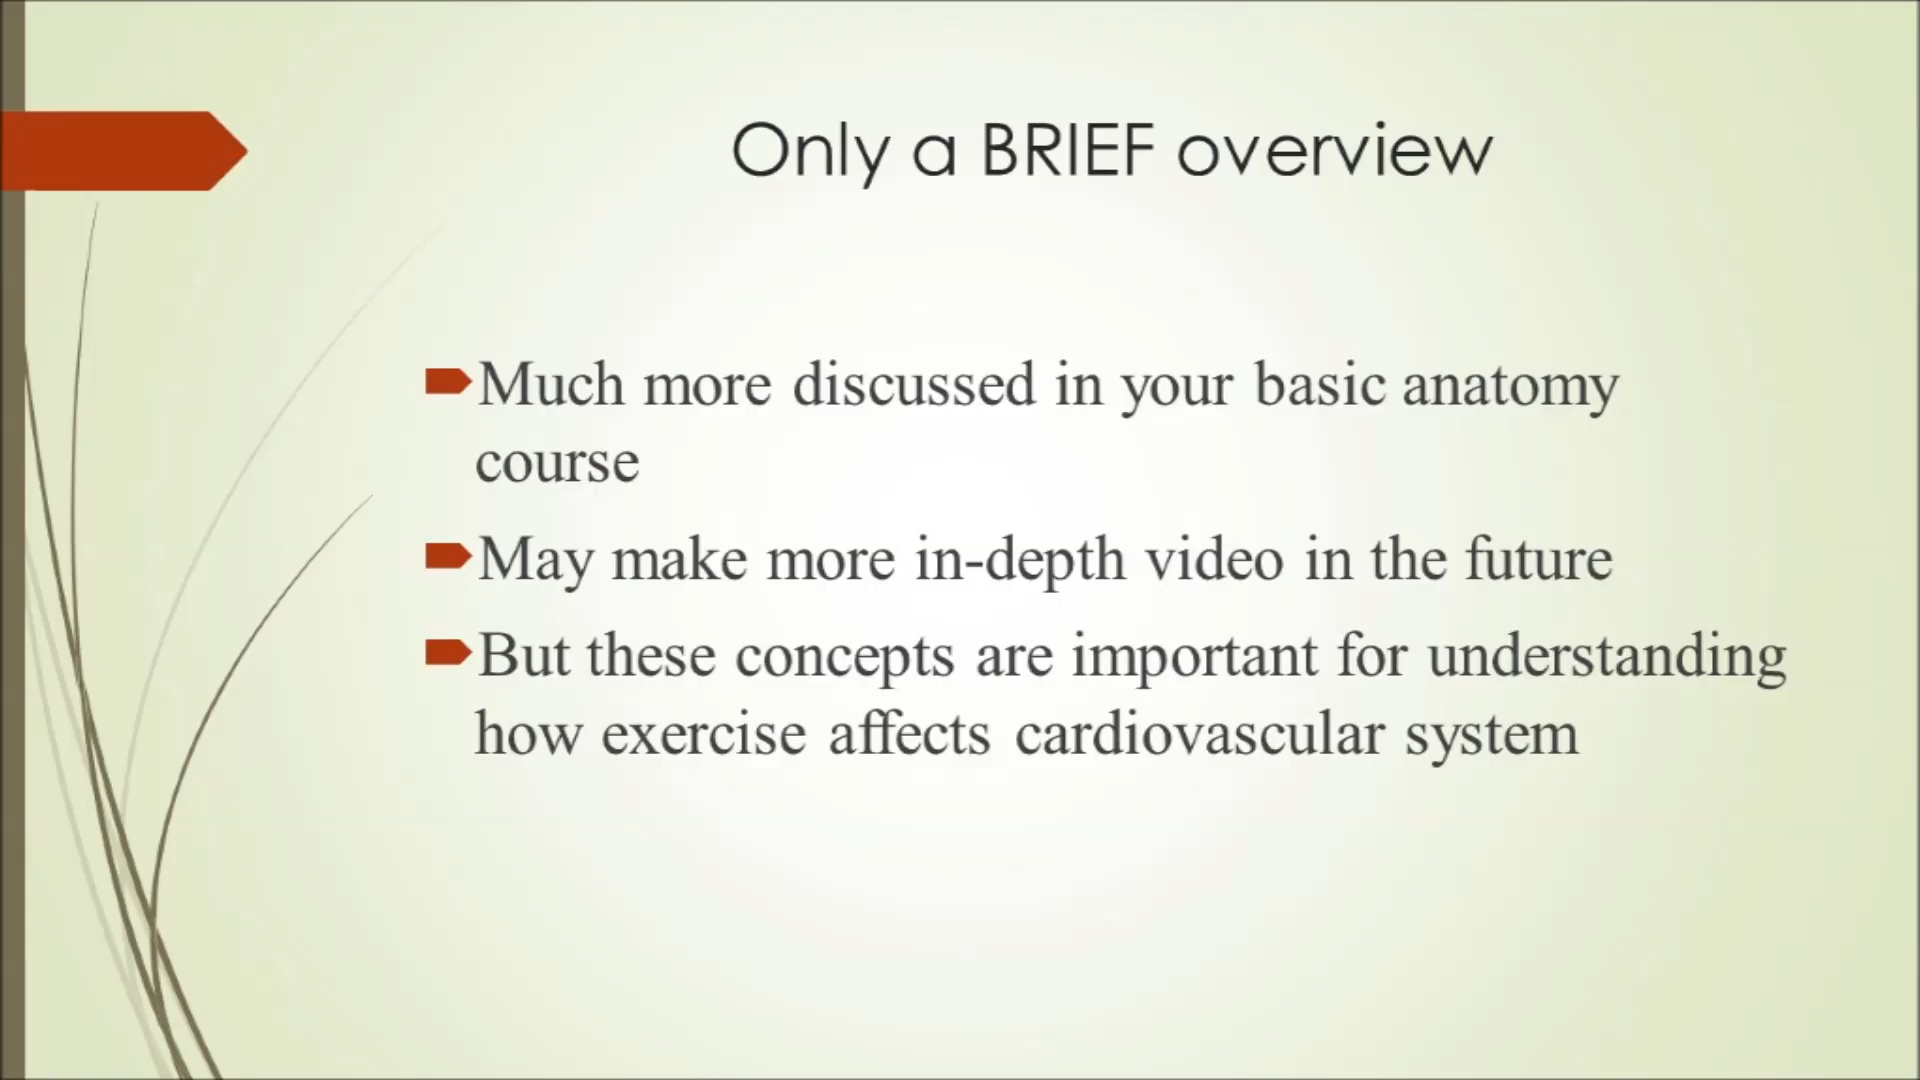 Only a BRIEF overview
Much more discussed in your basic anatomy
course
May make more in-depth video in the future
But these concepts are important for understanding
how exercise affects cardiovascular system